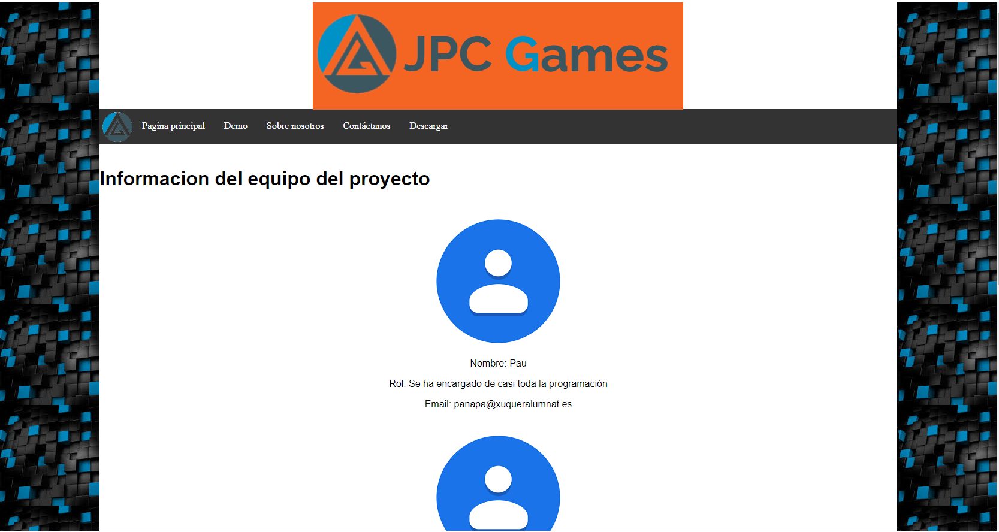 JPC Games
Pagina principal Demo Sobre nosotros Contáctanos Descargar
Informacion del equipo del proyecto
Nombre: Pau
Rol: Se ha encargado de casi toda la programación
Email: panapa@xuqueralumnat.es